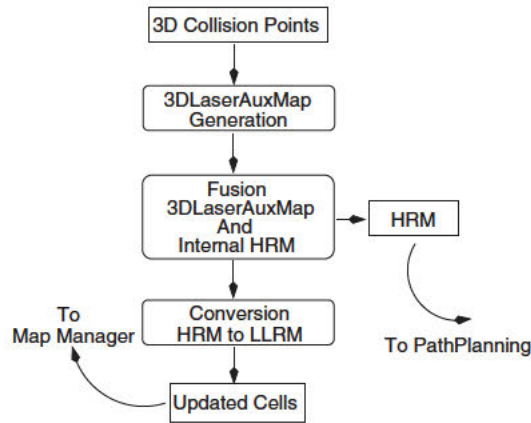 3D Collision Points
3DLaserAuxMap
Generation
Fusion
3DLaserAuxMap
And
Internal HRM
HRM
To
Map Manager
Conversion
HRM to LLRM
To PathPlanning
Updated Cells